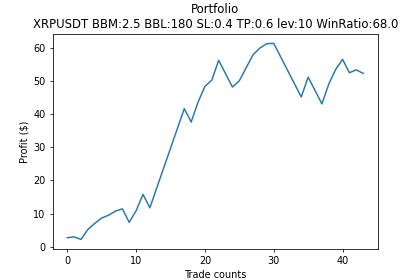 Portfolio
XRPUSDT BBM:2.5 BBL:180 SL:0.4 TP:0.6 lev:10 WinRatio:68.0
60
50
40
30
20
10
0
Profit ($)
0 10 20 30 40
Trade counts